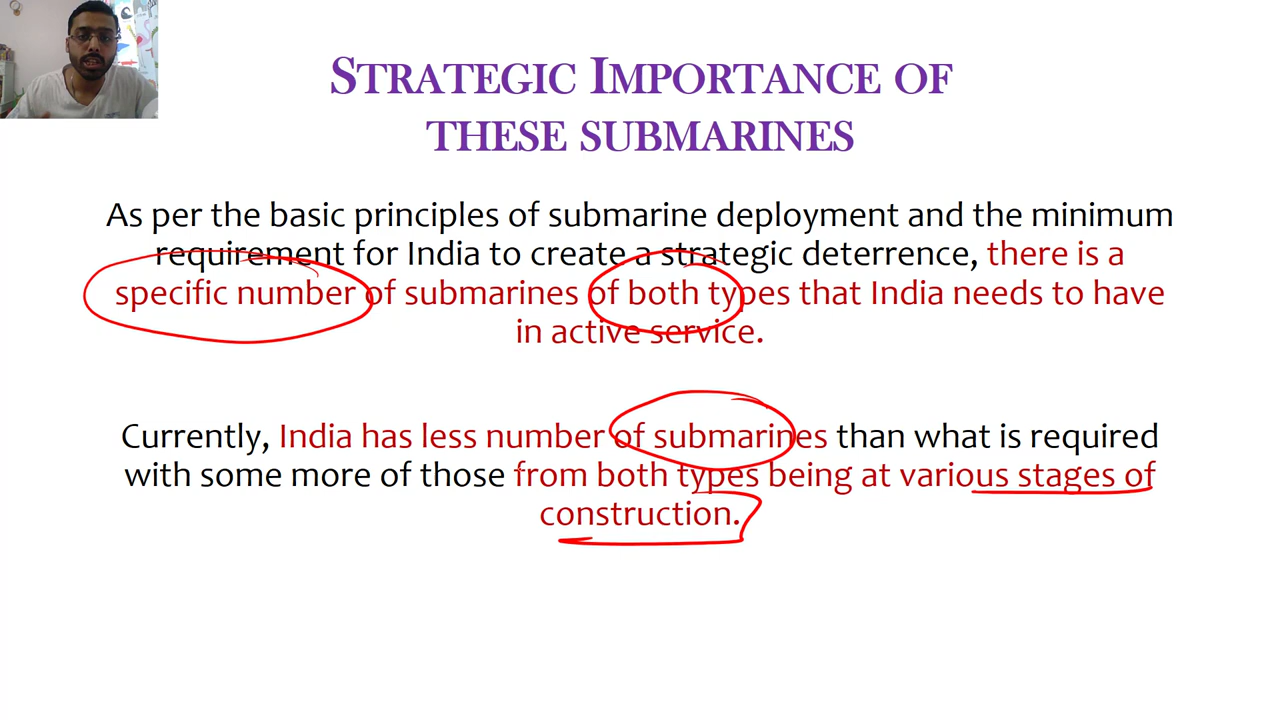 STRATEGIC IMPORTANCE OF
THESE SUBMARINES
As per the basic principles of submarine deployment and the minimum
requirement for India to create a strategic deterrence, there is a
specific number of submarines of both types that India needs to have
in active service.
Currently, India has less number of submarines than what is required
with some more of those from both types being at various stages of
construction.